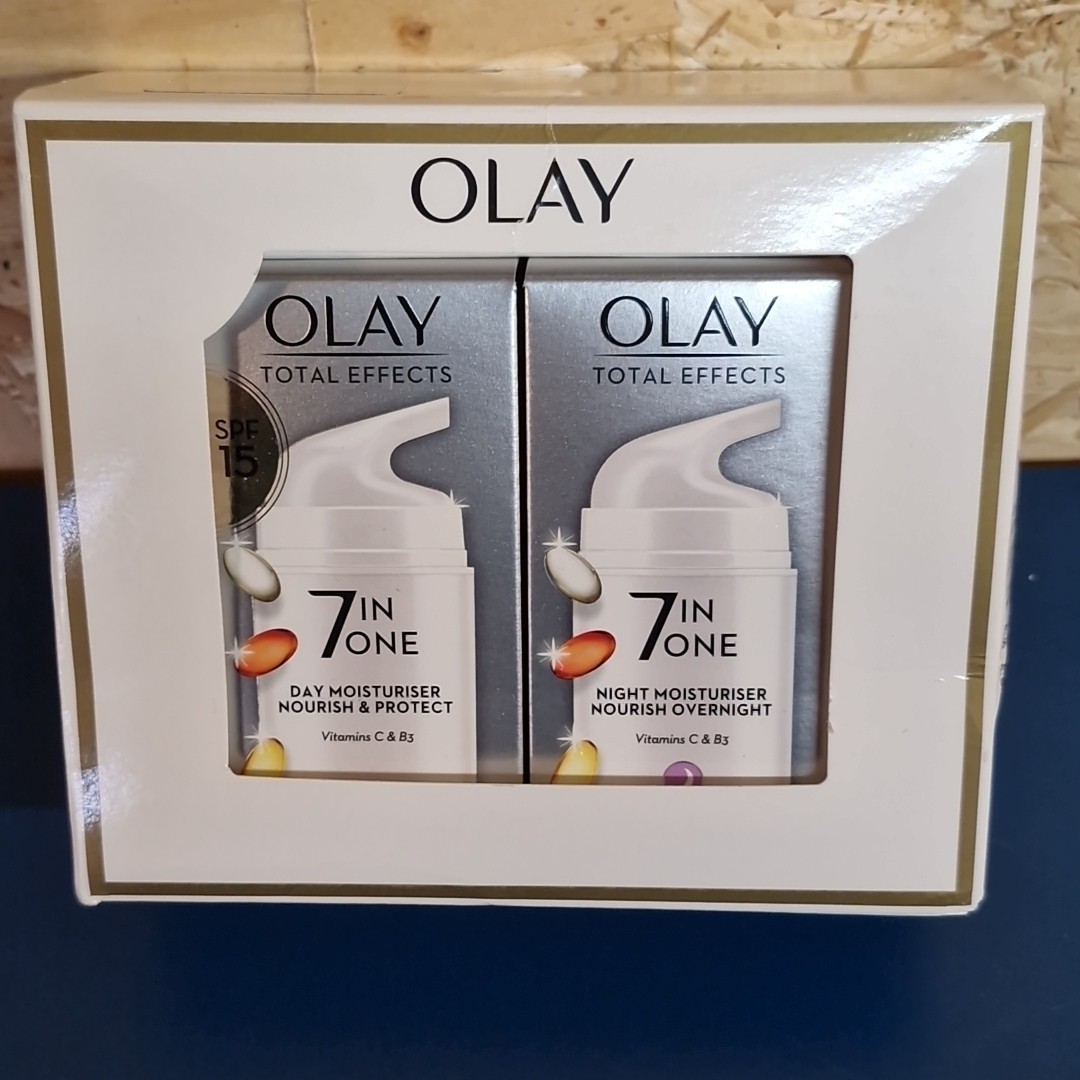 OLAY
OLAY
TOTAL EFFECTS
SPF
15
7 IN
ONE
DAY MOISTURISER
NOURISH & PROTECT
Vitamins C & B3
OLAY
TOTAL EFFECTS
7 IN
ONE
NIGHT MOISTURISER
NOURISH OVERNIGHT
Vitamins C & B3